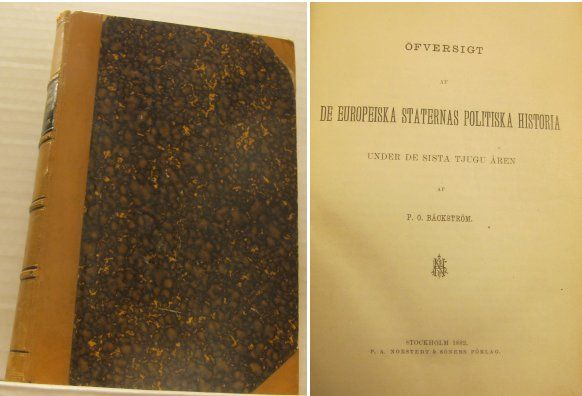 ÖFVERSIGT
AF
DE EUROPEISKA STATERNAS POLITISKA HISTORIA
UNDER DE SISTA TJUGU ÅREN
AF
P. O. BÄCKSTRÖM.
STOCKHOLM 1882.
P. A. NORSTEDT & SÖNERS FÖRLAG.